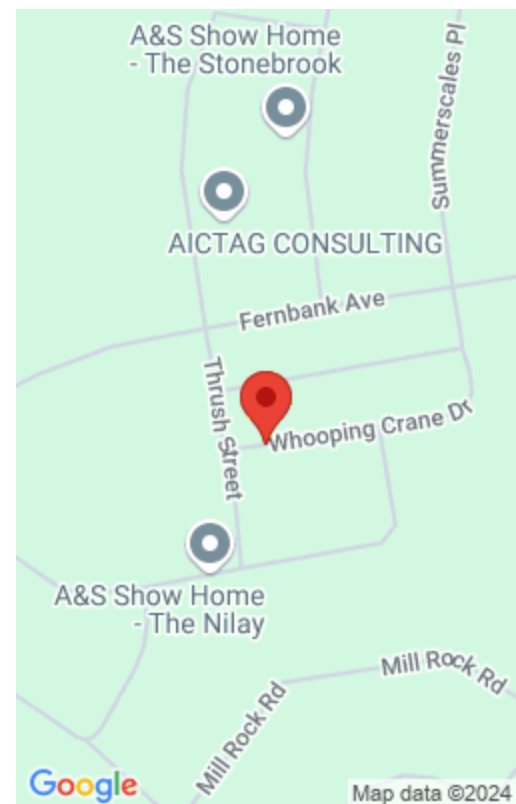 A&S Show Home
- The Stonebrook
Summerscales Pl
AICTAG CONSULTING
Fernbank Ave
Thrush Street
Whooping Crane Dr
A&S Show Home
- The Nilay
Mill Rock Rd
Mill Rock Rd
Google
Map data ©2024